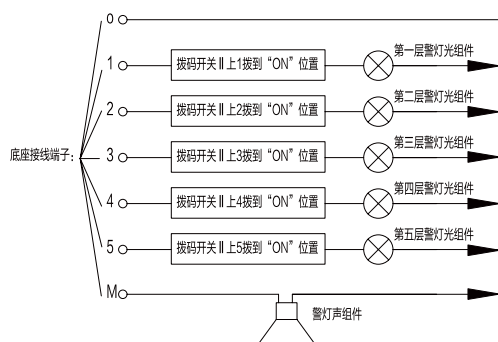 0
1 拨码开关Ⅱ上1拨到“ON”位置 第一层警灯光组件
2 拨码开关Ⅱ上2拨到“ON”位置 第二层警灯光组件
底座接线端子: 3 拨码开关Ⅱ上3拨到“ON”位置 第三层警灯光组件
4 拨码开关Ⅱ上4拨到“ON”位置 第四层警灯光组件
5 拨码开关Ⅱ上5拨到“ON”位置 第五层警灯光组件
M
警灯声组件